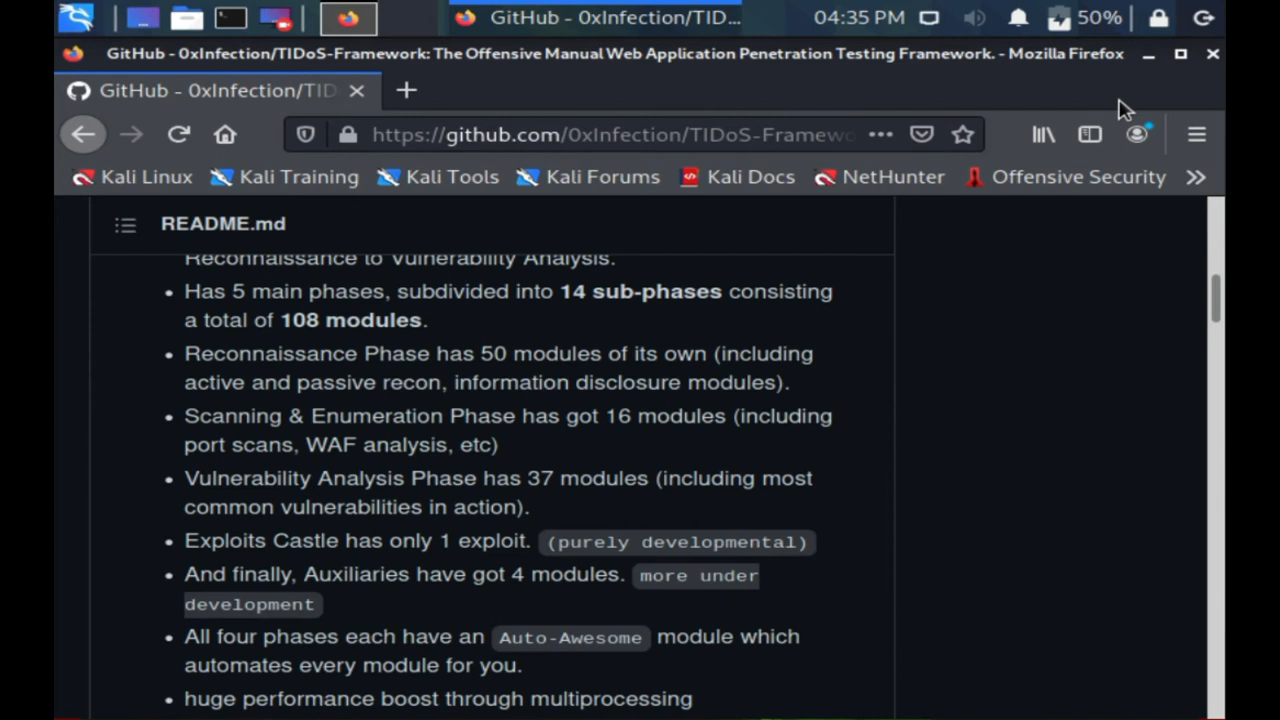 GitHub - 0xInfection/TID...
04:35 PM
50%
GitHub - 0xInfection/TIDoS-Framework: The Offensive Manual Web Application Penetration Testing Framework. - Mozilla Firefox
GitHub - 0xInfection/TID
https://github.com/0xInfection/TIDoS-Framewo
Kali Linux Kali Training Kali Tools Kali Forums Kali Docs NetHunter Offensive Security
README.md
Reconnaissance to Vulnerability Analysis.
• Has 5 main phases, subdivided into 14 sub-phases consisting
a total of 108 modules.
• Reconnaissance Phase has 50 modules of its own (including
active and passive recon, information disclosure modules).
• Scanning & Enumeration Phase has got 16 modules (including
port scans, WAF analysis, etc)
• Vulnerability Analysis Phase has 37 modules (including most
common vulnerabilities in action).
• Exploits Castle has only 1 exploit. (purely developmental)
• And finally, Auxiliaries have got 4 modules. more under
development
• All four phases each have an Auto-Awesome module which
automates every module for you.
• huge performance boost through multiprocessing